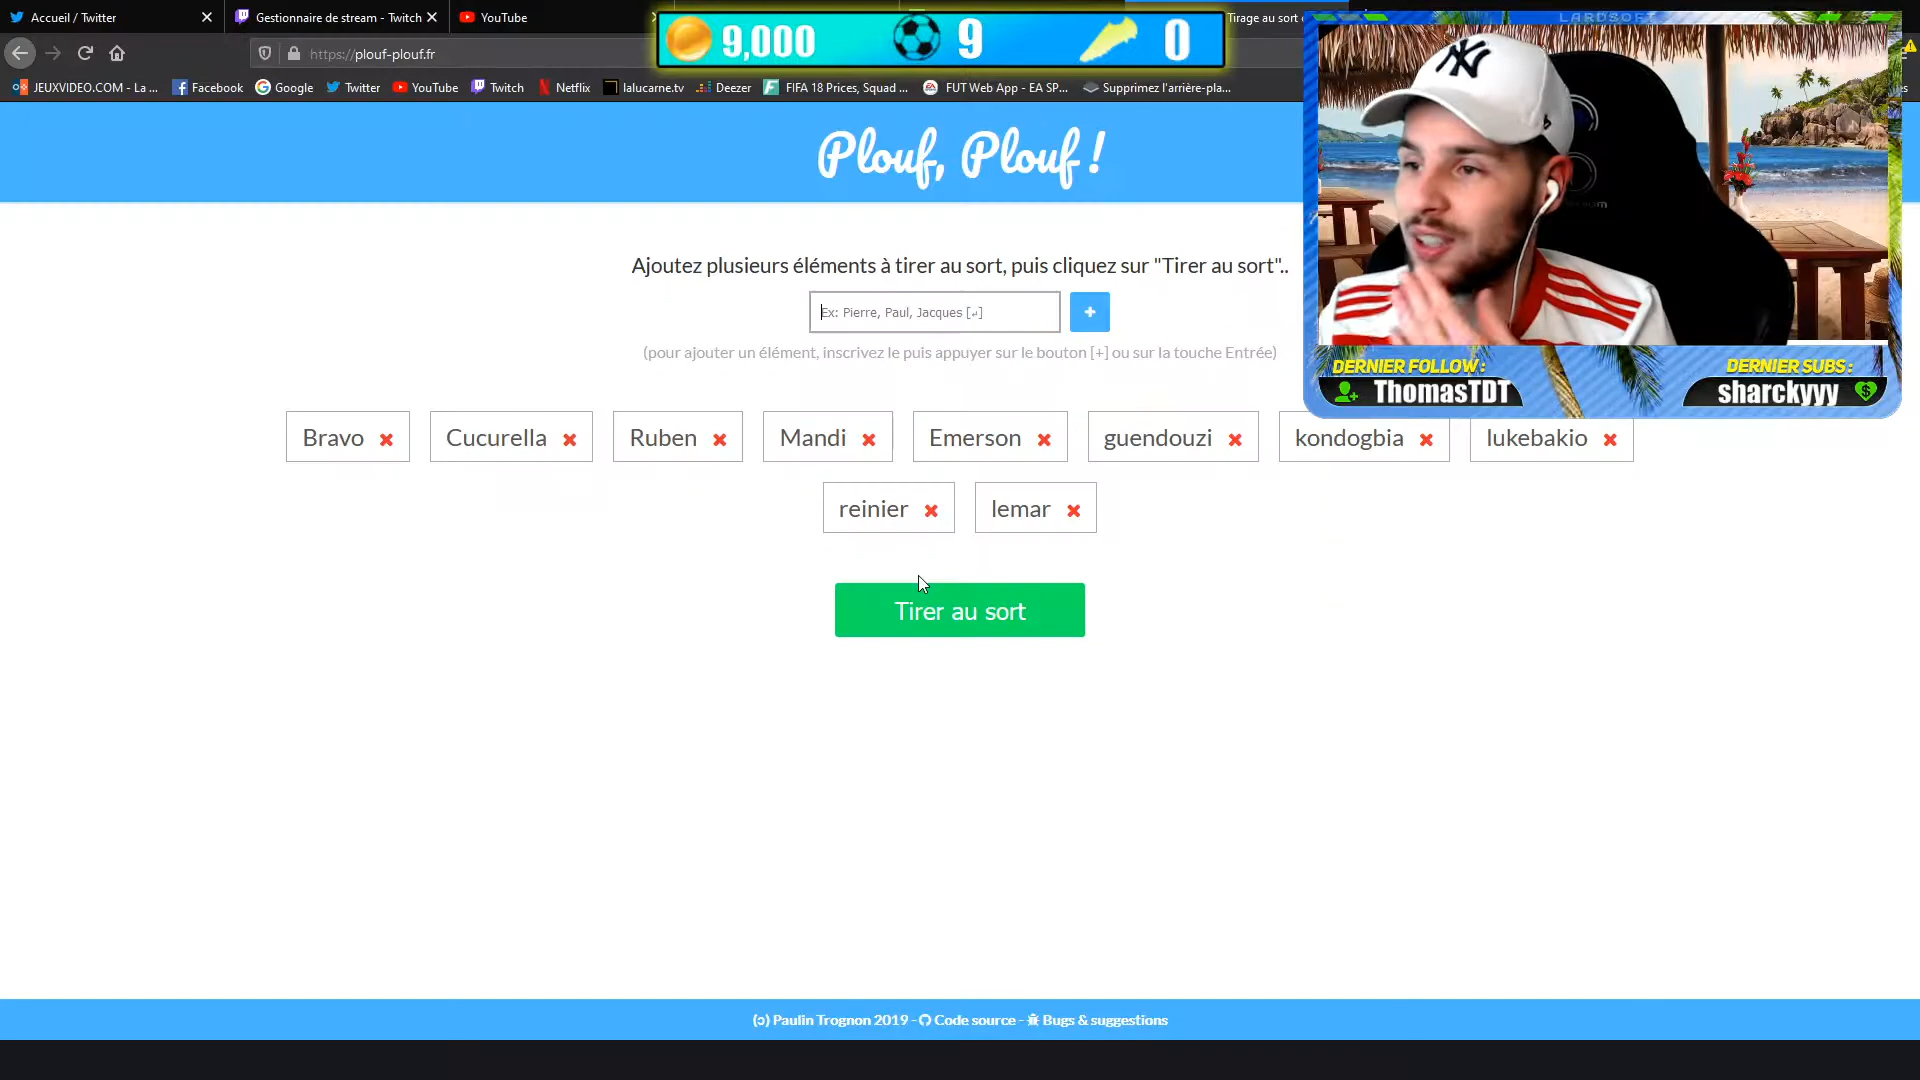 Accueil / Twitter
Gestionnaire de stream - Twitch
YouTube
Tirage au sort
9,000 9 0
LARDSOFT
https://plouf-plouf.fr
JEUXVIDEO.COM - La ...
Facebook
Google
Twitter
YouTube
Twitch
Netflix
lalucarne.tv
Deezer
FIFA 18 Prices, Squad ...
FUT Web App - EA SP...
Supprimez l'arrière-pla...
Plouf, Plouf !
Ajoutez plusieurs éléments à tirer au sort, puis cliquez sur "Tirer au sort"..
Ex: Pierre, Paul, Jacques [↵]
+
(pour ajouter un élément, inscrivez le puis appuyer sur le bouton [+] ou sur la touche Entrée)
DERNIER FOLLOW :
ThomasTDT
DERNIER SUBS :
sharckyyy
Bravo
Cucurella
Ruben
Mandi
Emerson
guendouzi
kondogbia
lukebakio
reinier
lemar
Tirer au sort
(ɔ) Paulin Trognon 2019 - Code source - Bugs & suggestions